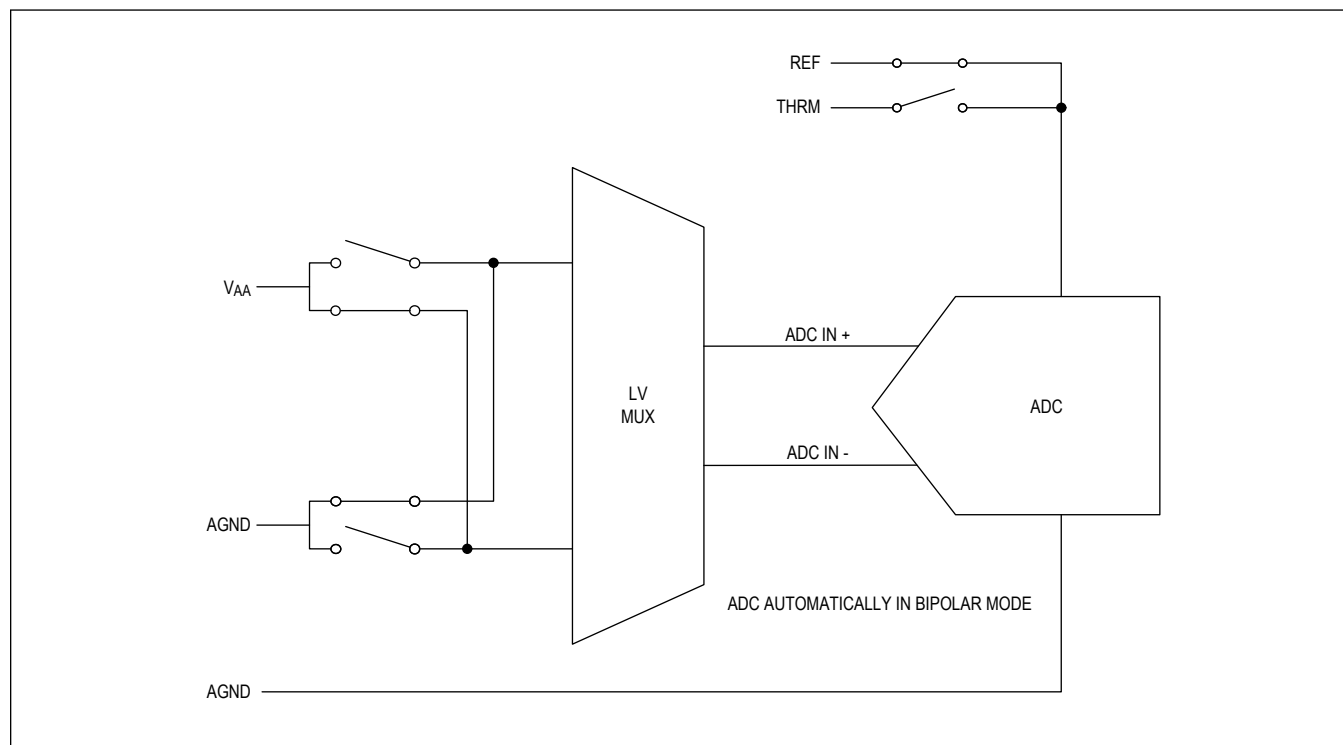 REF
THRM
VAA
ADC IN +
LV
MUX
ADC
ADC IN -
AGND
ADC AUTOMATICALLY IN BIPOLAR MODE
AGND